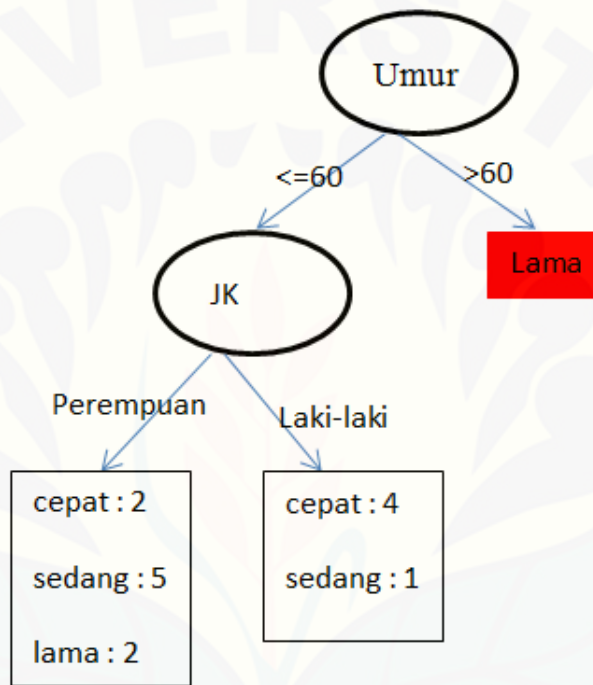 Umur
<=60
>60
JK
Lama
Perempuan
Laki-laki
cepat : 2
sedang : 5
lama : 2
cepat : 4
sedang : 1